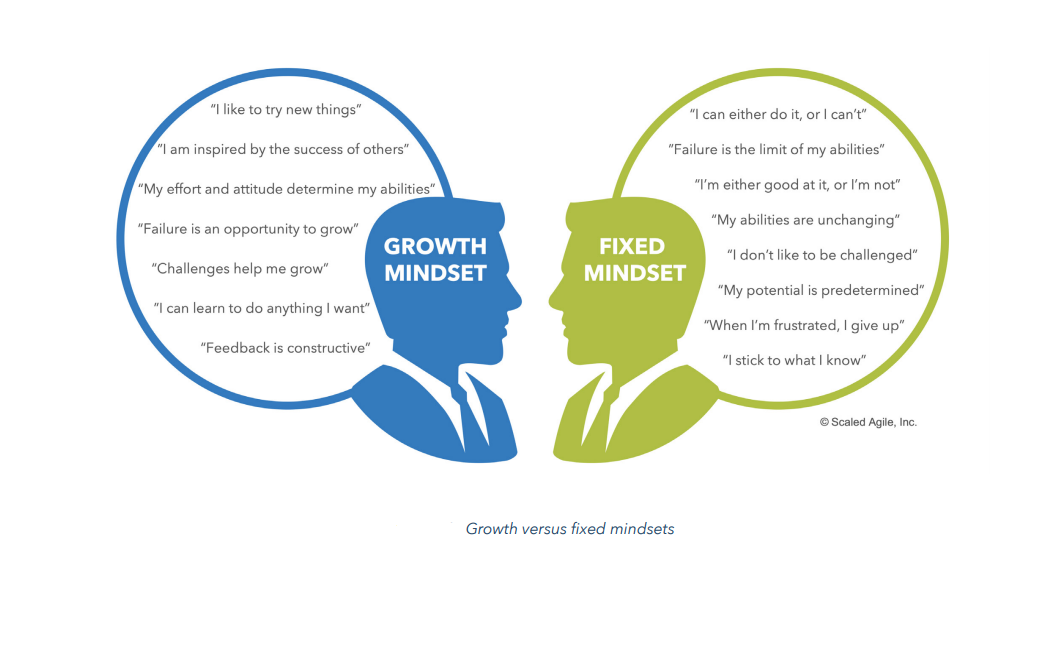 “I like to try new things”
“I am inspired by the success of others”
“My effort and attitude determine my abilities”
“Failure is an opportunity to grow”
“Challenges help me grow”
“I can learn to do anything I want”
“Feedback is constructive”
GROWTH
MINDSET
FIXED
MINDSET
“I can either do it, or I can’t”
“Failure is the limit of my abilities”
“I’m either good at it, or I’m not”
“My abilities are unchanging”
“I don’t like to be challenged”
“My potential is predetermined”
“When I’m frustrated, I give up”
“I stick to what I know”
© Scaled Agile, Inc.
Growth versus fixed mindsets